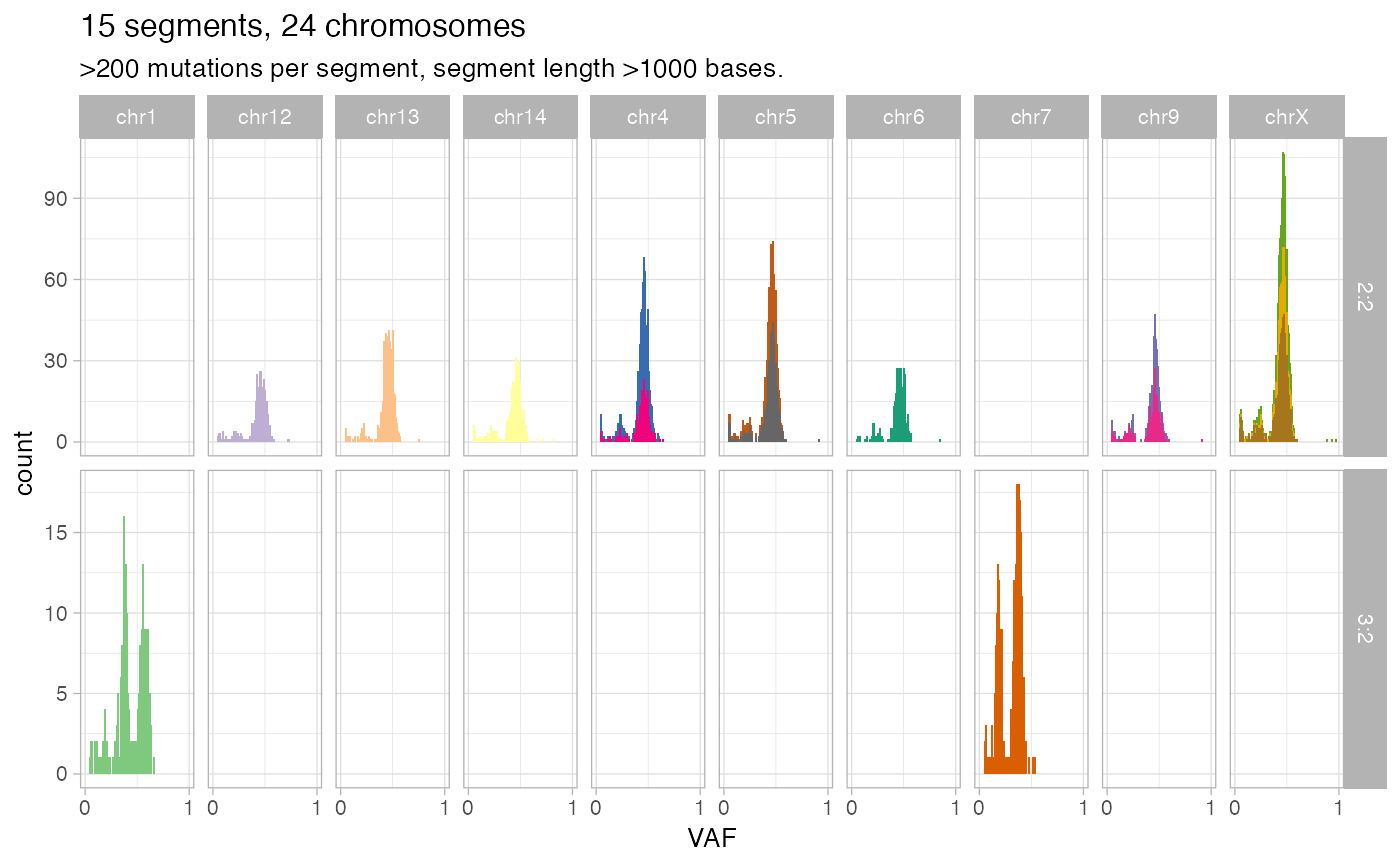 15 segments, 24 chromosomes
>200 mutations per segment, segment length >1000 bases.
chr1 chr12 chr13 chr14 chr4 chr5 chr6 chr7 chr9 chrX
90
60
30
0
2:2
count
15
10
5
0
3:2
0 1 0 1 0 1 0 1 0 1 0 1 0 1 0 1 0 1 0 1
VAF